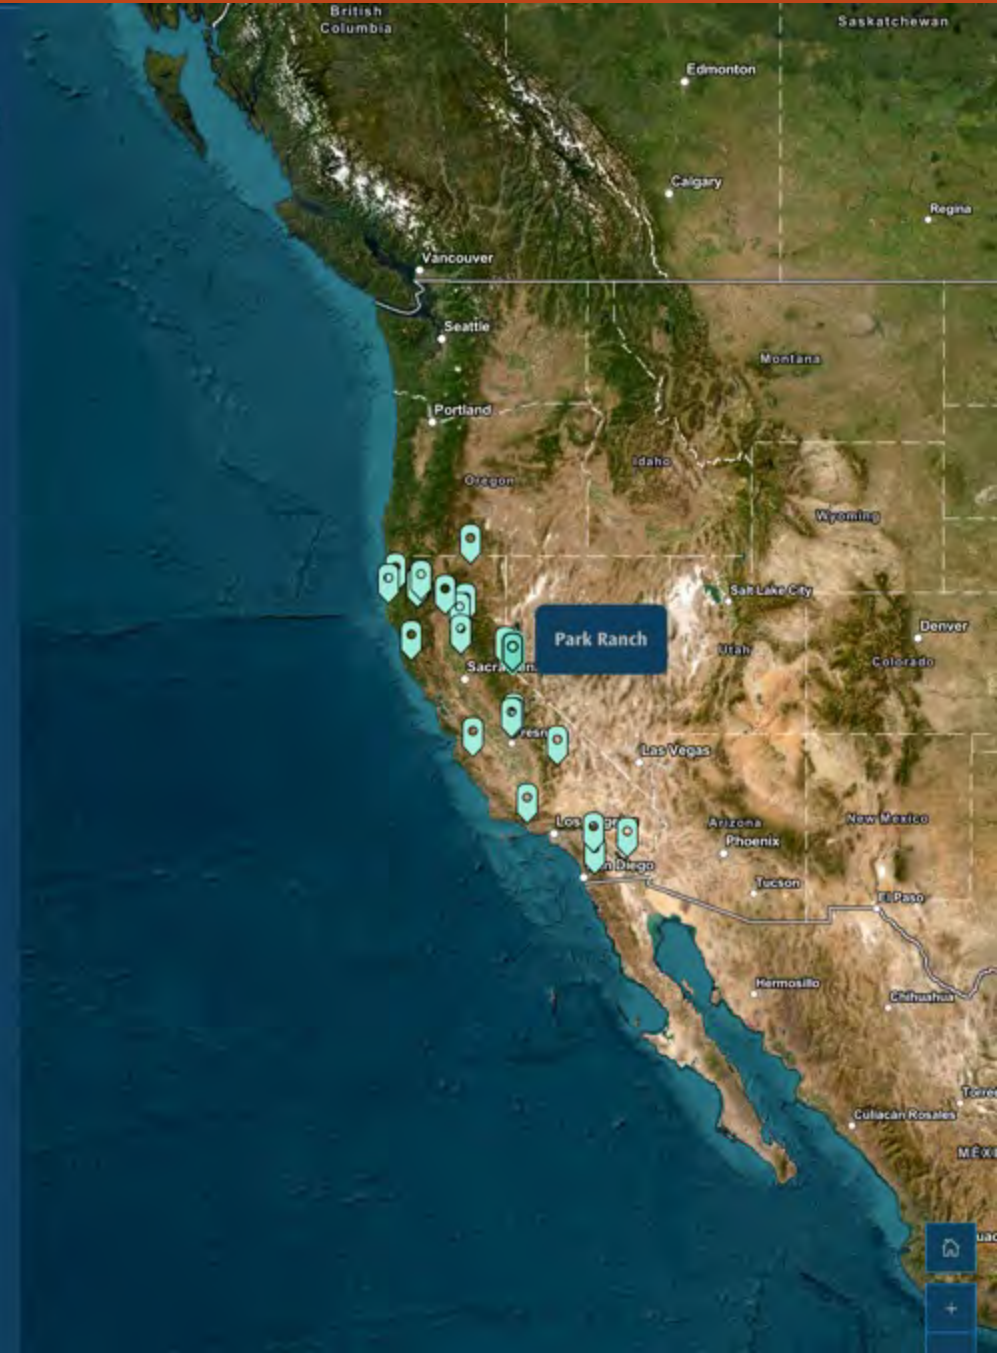 British
Columbia
Saskatchewan
Edmonton
Calgary
Regina
Vancouver
Seattle
Montana
Portland
Idaho
Oregon
Wyoming
Salt Lake City
Denver
Park Ranch
Utah
Colorado
Las Vegas
Arizona
New Mexico
Phoenix
Tucson
El Paso
Hermosillo
Chihuahua
Culiacán Rosales
+